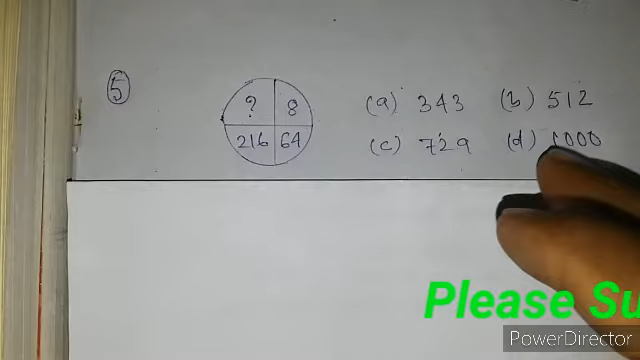 5
? 8
216 64
(a) 343 (b) 512
(c) 729 (d) 1000
Please Su
PowerDirector